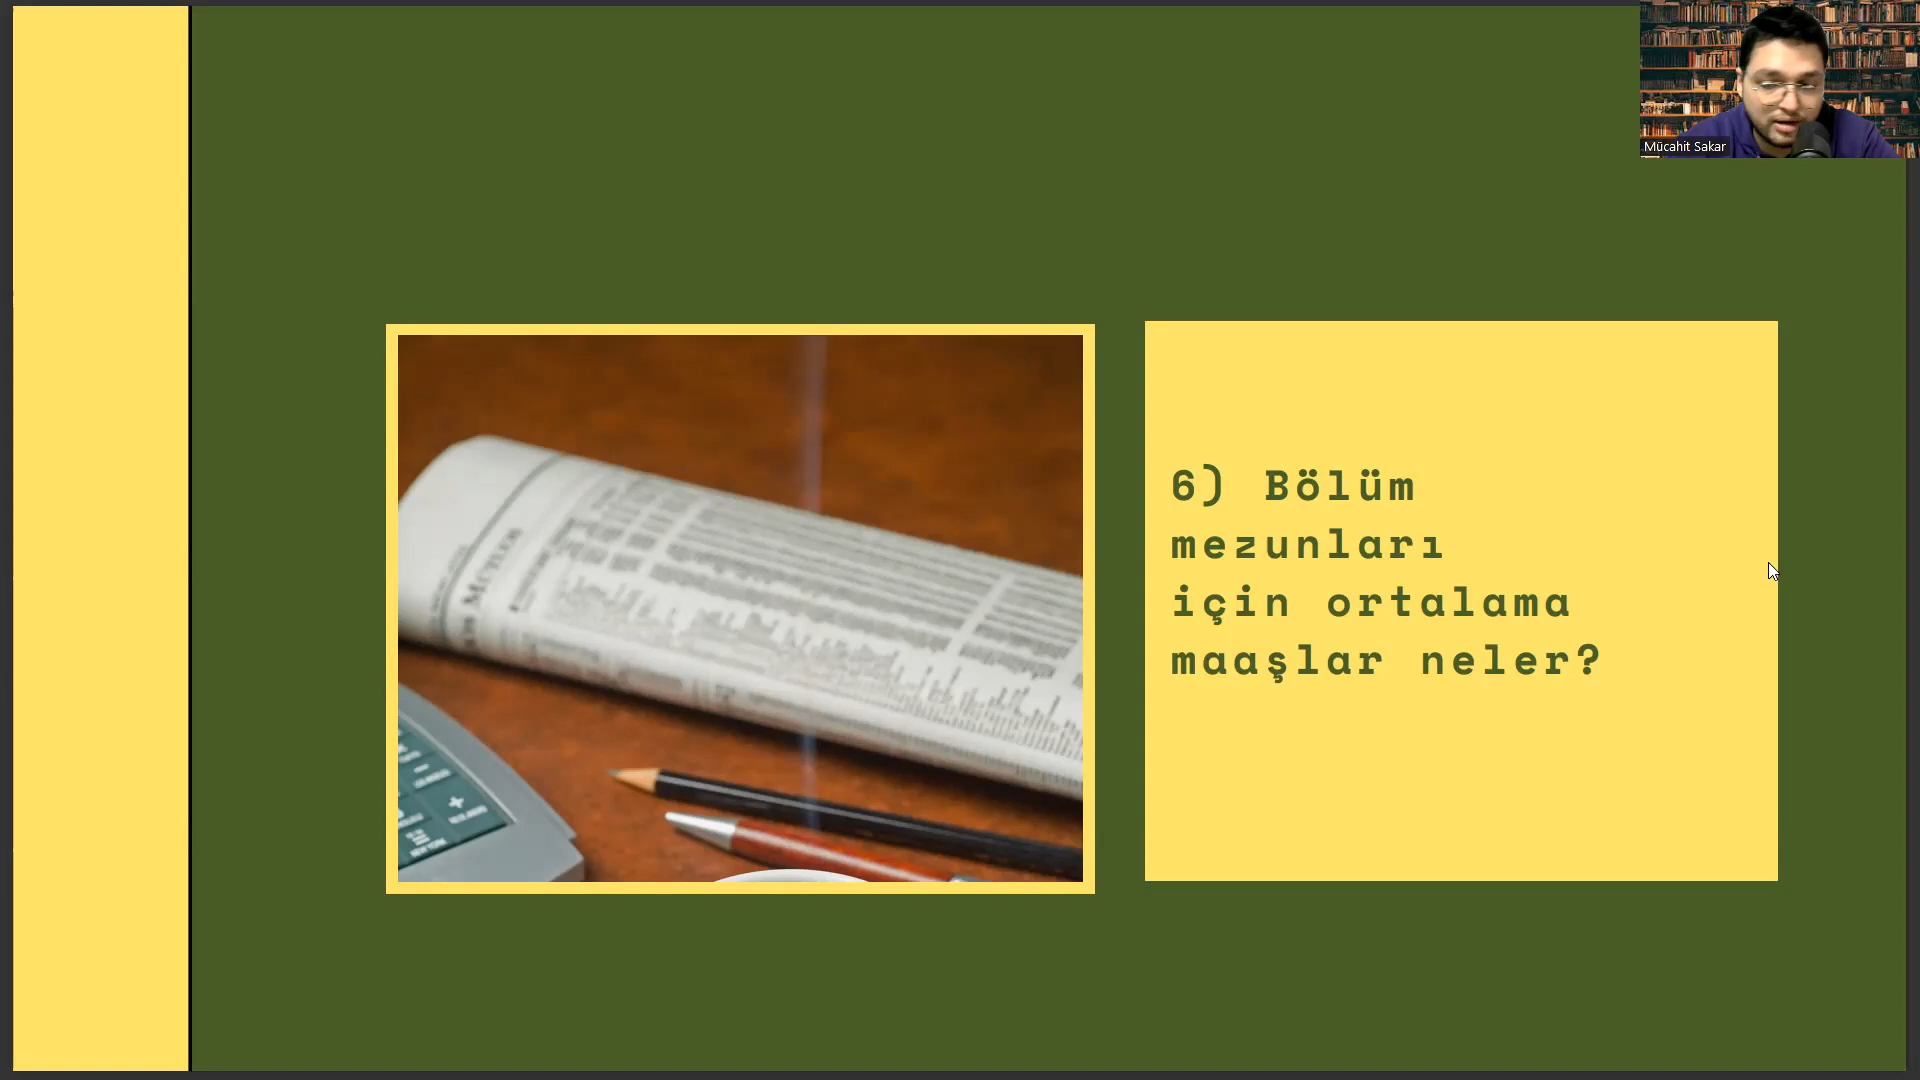 Mücahit Sakar
6) Bölüm
mezunları
için ortalama
maaşlar neler?